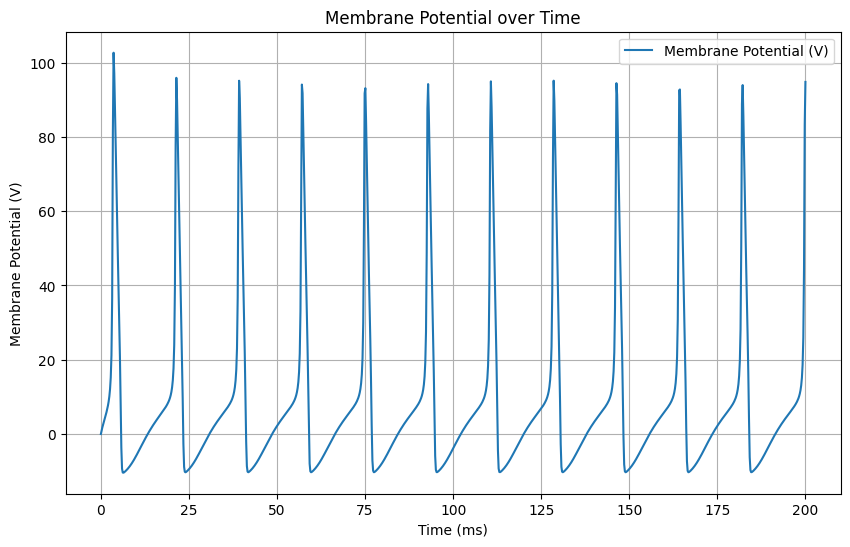 Membrane Potential over Time
Membrane Potential (V)
Membrane Potential (V)
100
80
60
40
20
0
0 25 50 75 100 125 150 175 200
Time (ms)